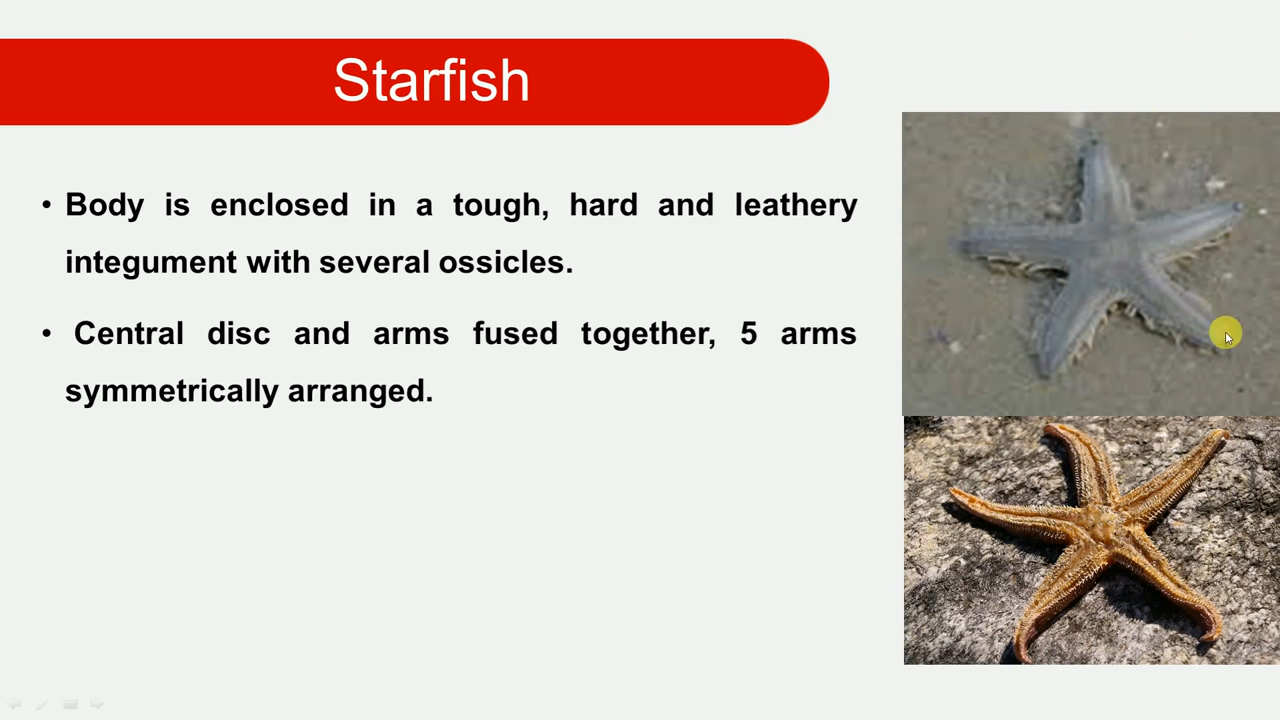 Starfish
• Body is enclosed in a tough, hard and leathery
integument with several ossicles.
• Central disc and arms fused together, 5 arms
symmetrically arranged.